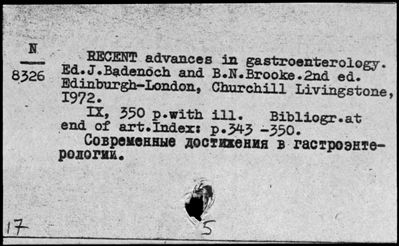 N
8326
RECENT advances in gastroenterology.
Ed.J.Badenoch and B.N.Brooke.2nd ed.
Edinburgh-London, Churchill Livingstone,
I972.
IX, 350 p.with ill. Bibliogr.at
end of art.Index: p.343 -350.
Современные достижения в гастроэнте-
рологии.
17
5